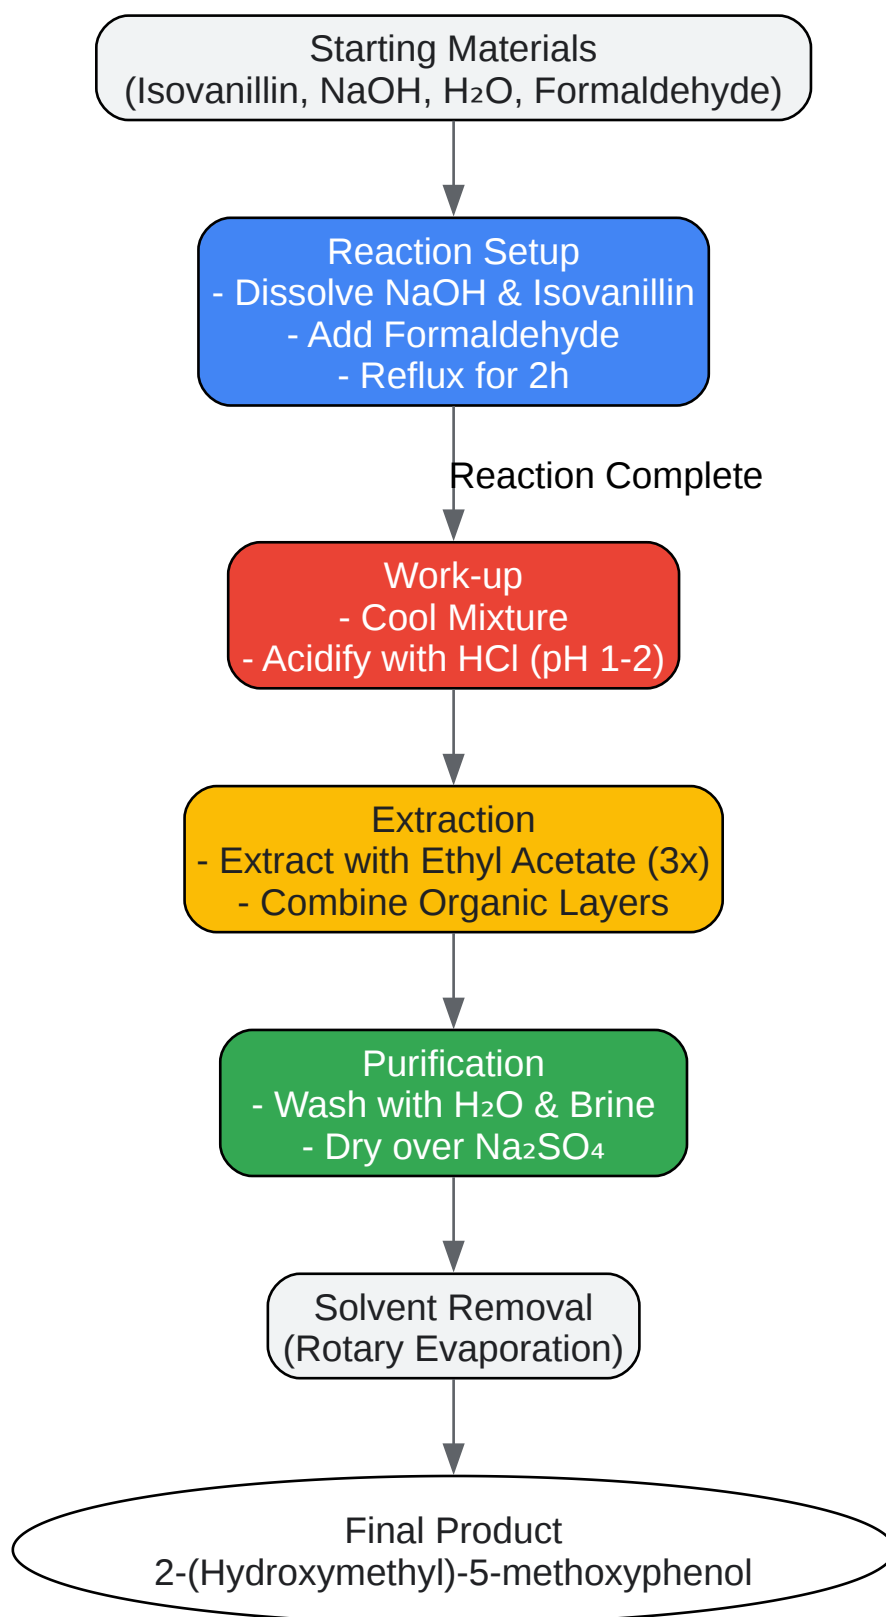 Starting Materials
(Isovanillin, NaOH, H₂O, Formaldehyde)
Reaction Setup
- Dissolve NaOH & Isovanillin
- Add Formaldehyde
- Reflux for 2h
Reaction Complete
Work-up
- Cool Mixture
- Acidify with HCl (pH 1-2)
Extraction
- Extract with Ethyl Acetate (3x)
- Combine Organic Layers
Purification
- Wash with H₂O & Brine
- Dry over Na₂SO₄
Solvent Removal
(Rotary Evaporation)
Final Product
2-(Hydroxymethyl)-5-methoxyphenol